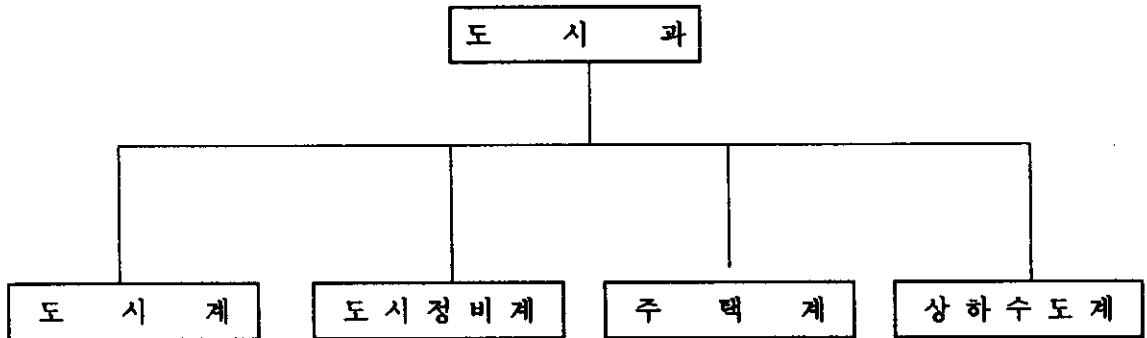 도 시 과
도 시 계
도 시 정 비 계
주 택 계
상 하 수 도 계